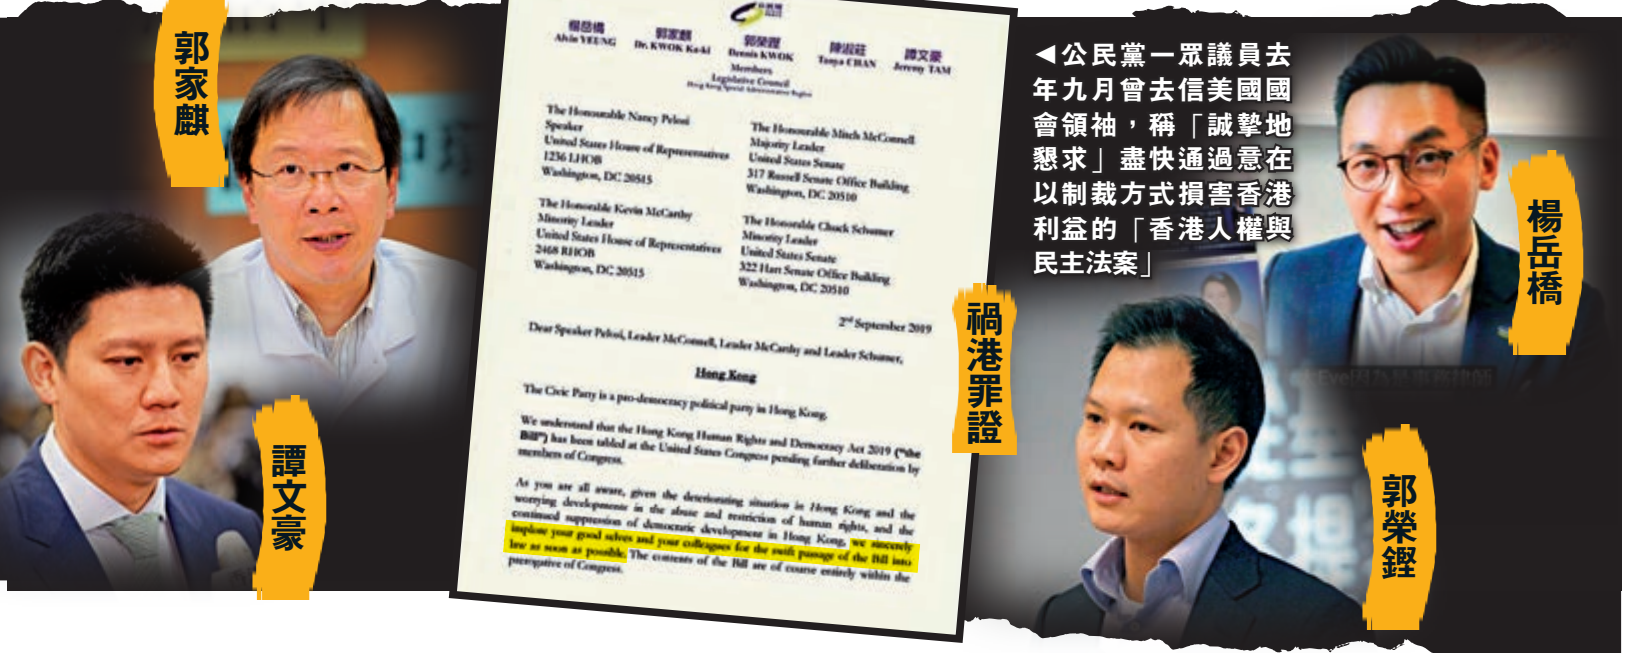 郭家麒
譚文豪
楊岳橋
Alvin YEUNG
郭家麒
Dr. KWOK Ka-ki
郭榮鏗
Dennis KWOK
陳淑莊
Tanya CHAN
譚文豪
Jeremy TAM
Members
Legislative Council
Hong Kong Special Administrative Region
The Honourable Nancy Pelosi
Speaker
United States House of Representatives
1236 LHOB
Washington, DC 20515
The Honourable Mitch McConnell
Majority Leader
United States Senate
317 Russell Senate Office Building
Washington, DC 20510
The Honorable Kevin McCarthy
Minority Leader
United States House of Representatives
2468 RHOB
Washington, DC 20515
The Honorable Chuck Schumer
Minority Leader
United States Senate
322 Hart Senate Office Building
Washington, DC 20510
2nd September 2019
Dear Speaker Pelosi, Leader McConnell, Leader McCarthy and Leader Schumer,
Hong Kong
The Civic Party is a pro-democracy political party in Hong Kong.
We understand that the Hong Kong Human Rights and Democracy Act 2019 ("the
Bill") has been tabled at the United States Congress pending further deliberation by
members of Congress.
As you are all aware, given the deteriorating situation in Hong Kong and the
worrying developments in the abuse and restriction of human rights, and the
continued suppression of democratic development in Hong Kong, we sincerely
implore your good selves and your colleagues for the swift passage of the Bill into
law as soon as possible. The contents of the Bill are of course entirely within the
prerogative of Congress.
禍港罪證
◀公民黨一眾議員去
年九月曾去信美國國
會領袖，稱「誠摯地
懇求」盡快通過意在
以制裁方式損害香港
利益的「香港人權與
民主法案」
楊岳橋
郭榮鏗